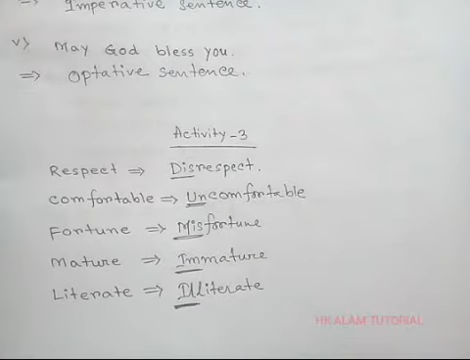 => Imperative sentence.
v) May God bless you.
=> Optative sentence.
Activity-3
Respect => Disrespect.
Comfortable => Uncomfortable
Fortune => Misfortune
Mature => Immature
Literate => Illiterate
HK ALAM TUTORIAL